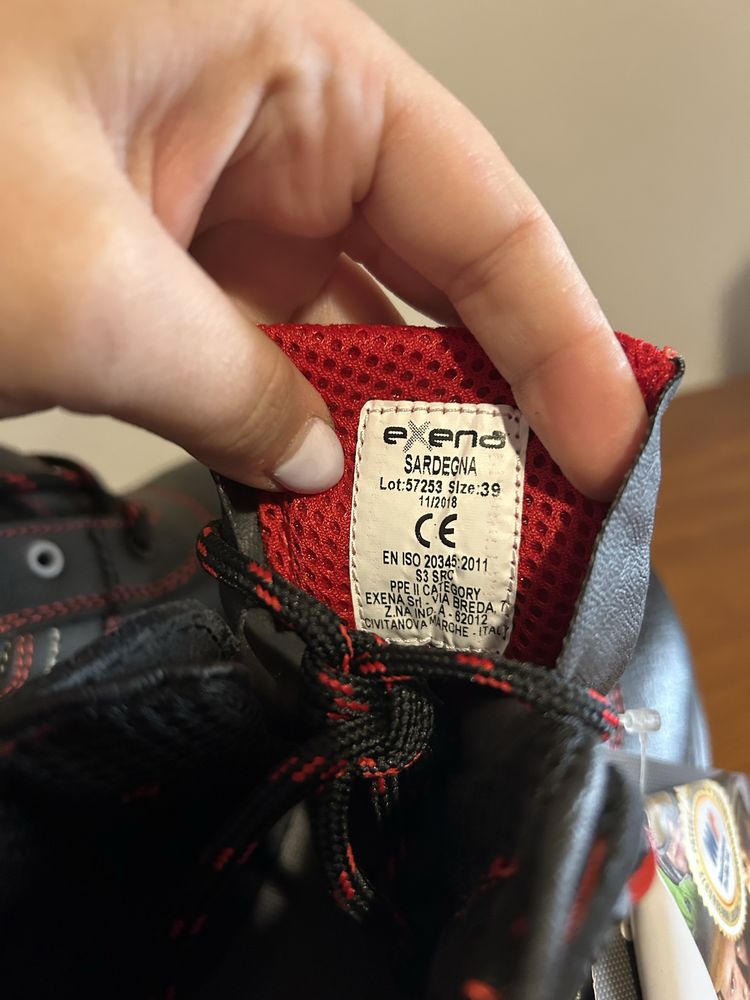 exena
SARDEGNA
Lot:57253 Size:39
11/2018
CE
EN ISO 20345:2011
S3 SRC
PPE II CATEGORY
EXENA Srl - VIA BREDA, 
Z.NA IND. A - 62012
CIVITANOVA MARCHE - ITALY